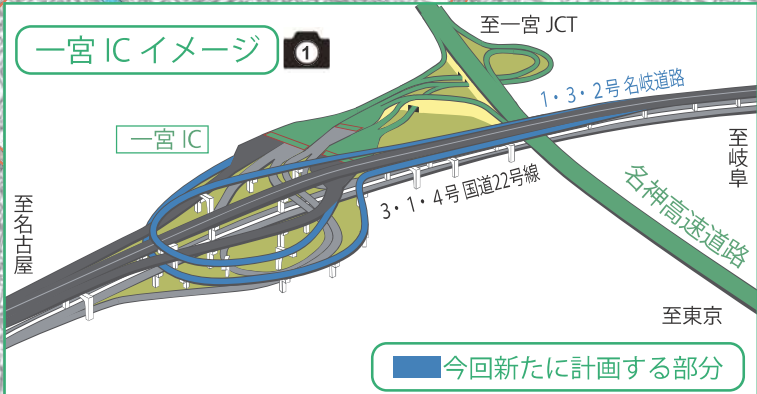 一宮 IC イメージ
1
至一宮 JCT
1・3・2号 名岐道路
一宮 IC
至岐阜
至名古屋
3・1・4号 国道22号線
名神高速道路
至東京
今回新たに計画する部分